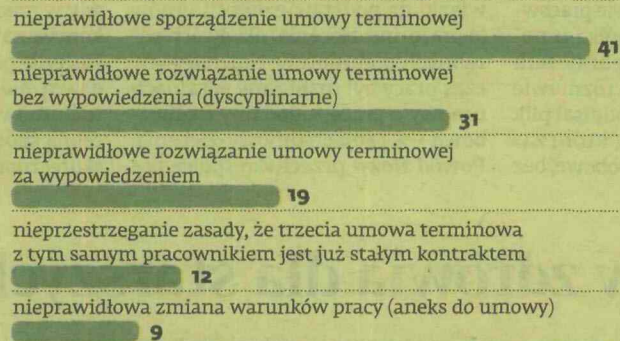 nieprawidłowe sporządzenie umowy terminowej
41
nieprawidłowe rozwiązanie umowy terminowej
bez wypowiedzenia (dyscyplinarne)
31
nieprawidłowe rozwiązanie umowy terminowej
za wypowiedzeniem
19
nieprzestrzeganie zasady, że trzecia umowa terminowa
z tym samym pracownikiem jest już stałym kontraktem
12
nieprawidłowa zmiana warunków pracy (aneks do umowy)
9